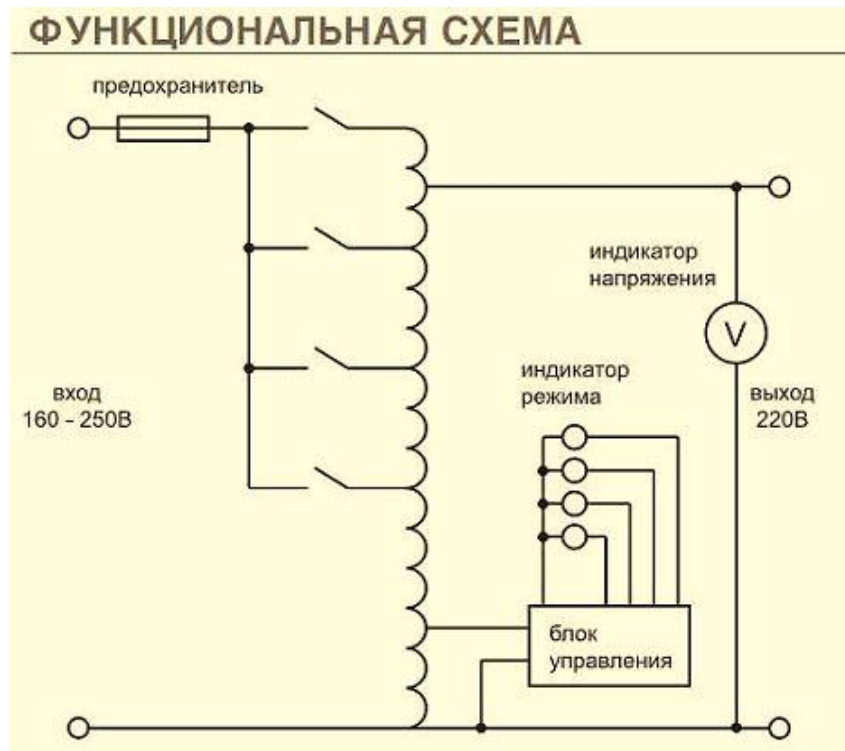 ФУНКЦИОНАЛЬНАЯ СХЕМА
предохранитель
индикатор
напряжения
V
индикатор
режима
вход
160 - 250В
выход
220В
блок
управления